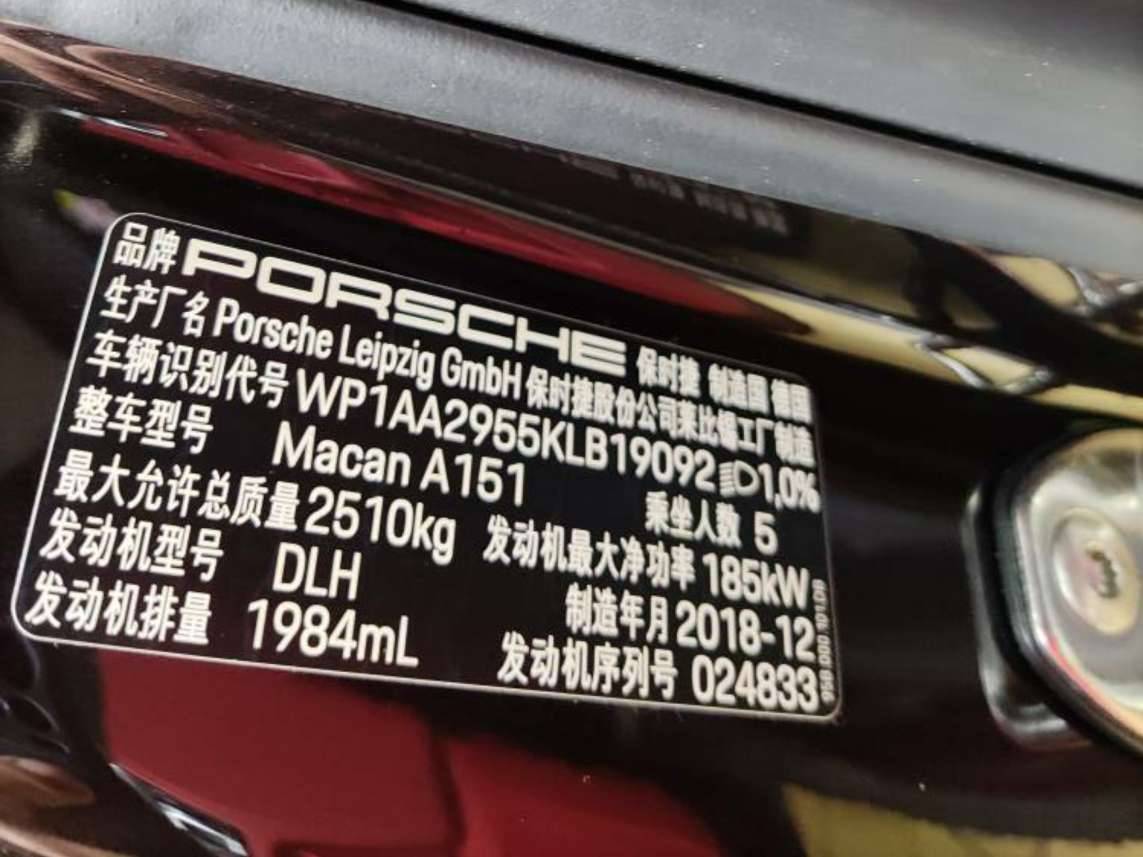 品牌 PORSCHE 保时捷 制造国 德国
生产厂名 Porsche Leipzig GmbH 保时捷股份公司莱比锡工厂制造
车辆识别代号 WP1AA2955KLB19092 1,0%
整车型号 Macan A151 乘坐人数 5
最大允许总质量 2510kg 发动机最大净功率 185kW
发动机型号 DLH 制造年月 2018-12
发动机排量 1984mL 发动机序列号 024833